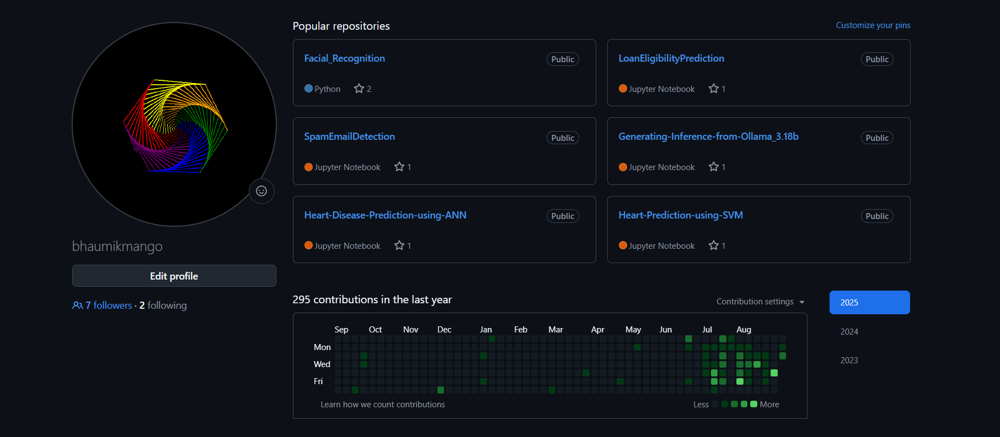 Popular repositories
Customize your pins
Facial_Recognition
Public
Python
2
LoanEligibilityPrediction
Public
Jupyter Notebook
1
SpamEmailDetection
Public
Jupyter Notebook
1
Generating-Inference-from-Ollama_3.18b
Public
Jupyter Notebook
1
Heart-Disease-Prediction-using-ANN
Public
Jupyter Notebook
1
Heart-Prediction-using-SVM
Public
Jupyter Notebook
1
bhaumikmango
Edit profile
7 followers · 2 following
295 contributions in the last year
Contribution settings
2025
2024
2023
Sep Oct Nov Dec Jan Feb Mar Apr May Jun Jul Aug
Mon
Wed
Fri
Learn how we count contributions
Less
More